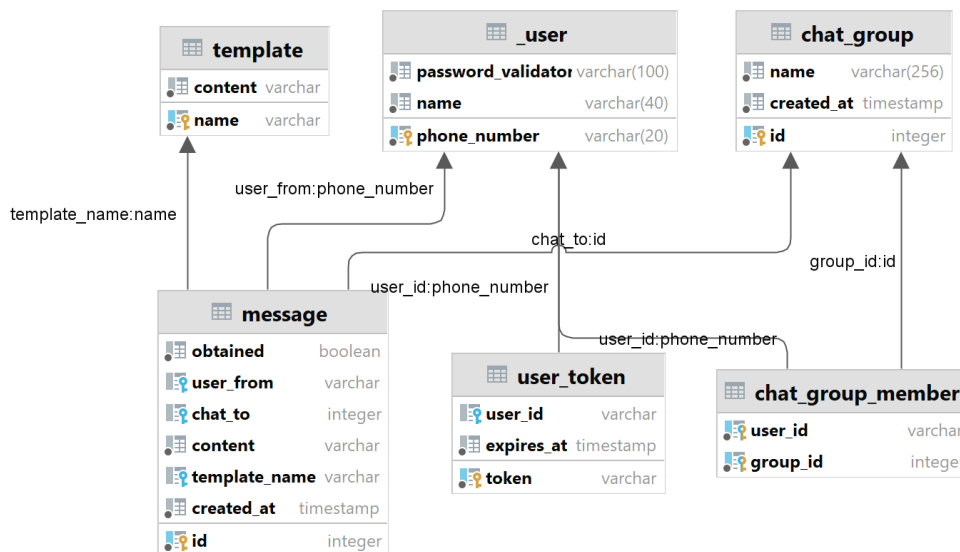 template
content varchar
name varchar
_user
password_validator varchar(100)
name varchar(40)
phone_number varchar(20)
chat_group
name varchar(256)
created_at timestamp
id integer
template_name:name
user_from:phone_number
chat_to:id
group_id:id
user_id:phone_number
user_id:phone_number
message
obtained boolean
user_from varchar
chat_to integer
content varchar
template_name varchar
created_at timestamp
id integer
user_token
user_id varchar
expires_at timestamp
token varchar
chat_group_member
user_id varchar
group_id integer